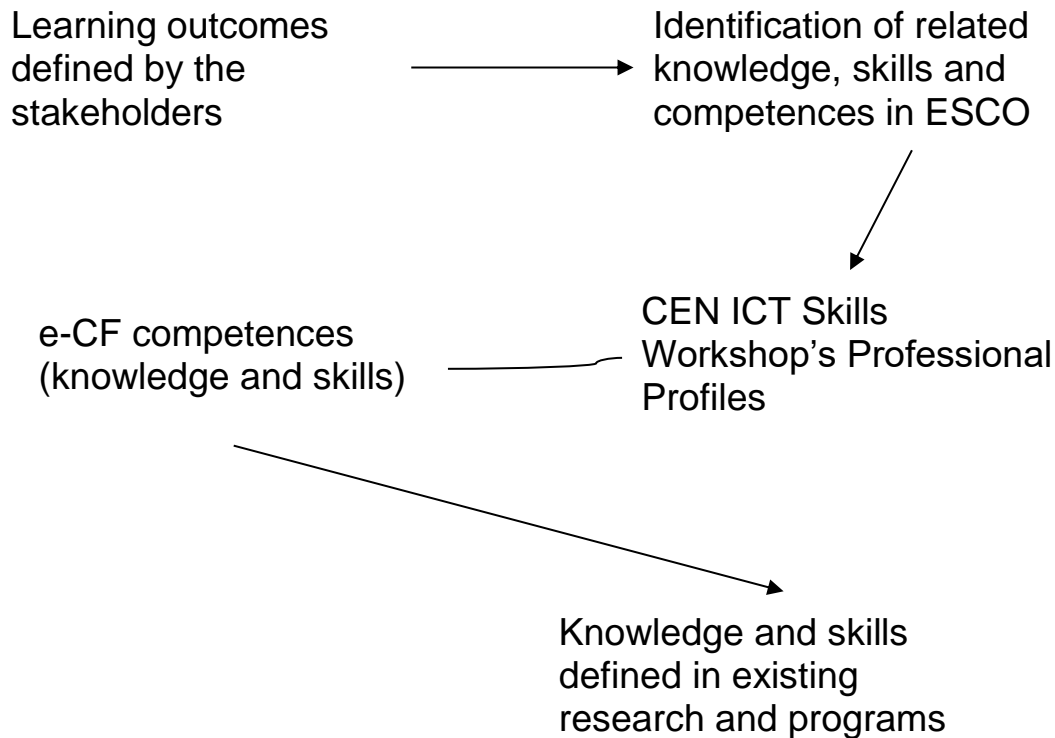 Learning outcomes
defined by the
stakeholders
Identification of related
knowledge, skills and
competences in ESCO
CEN ICT Skills
Workshop’s Professional
Profiles
e-CF competences
(knowledge and skills)
Knowledge and skills
defined in existing
research and programs